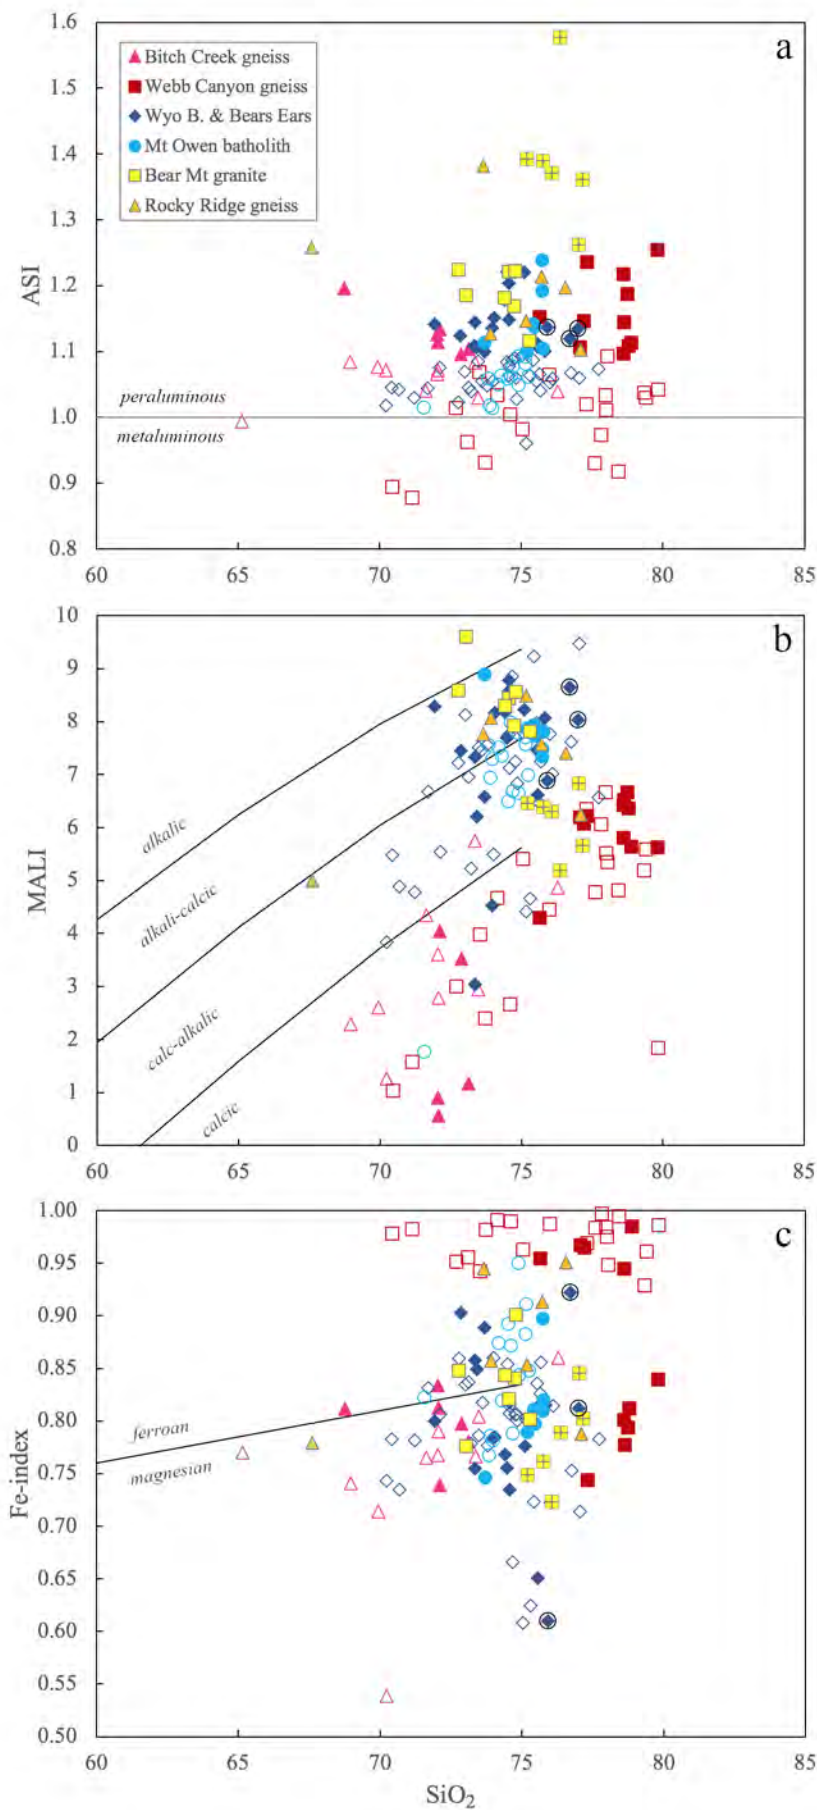 a
1.6
1.5
1.4
1.3
1.2
1.1
1.0
0.9
0.8
ASI
Bitch Creek gneiss
Webb Canyon gneiss
Wyo B. & Bears Ears
Mt Owen batholith
Bear Mt granite
Rocky Ridge gneiss
peraluminous
metaluminous
60 65 70 75 80 85
b
10
9
8
7
6
5
4
3
2
1
0
MALI
alkalic
alkali-calcic
calc-alkalic
calcic
60 65 70 75 80 85
c
1.00
0.95
0.90
0.85
0.80
0.75
0.70
0.65
0.60
0.55
0.50
Fe-index
ferroan
magnesian
60 65 70 75 80 85
SiO₂